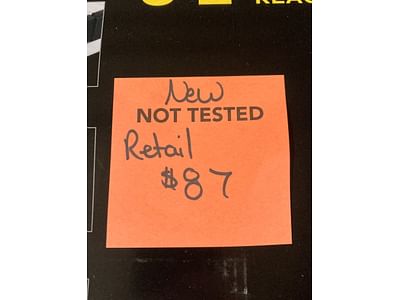 New
NOT TESTED
Retail
$87